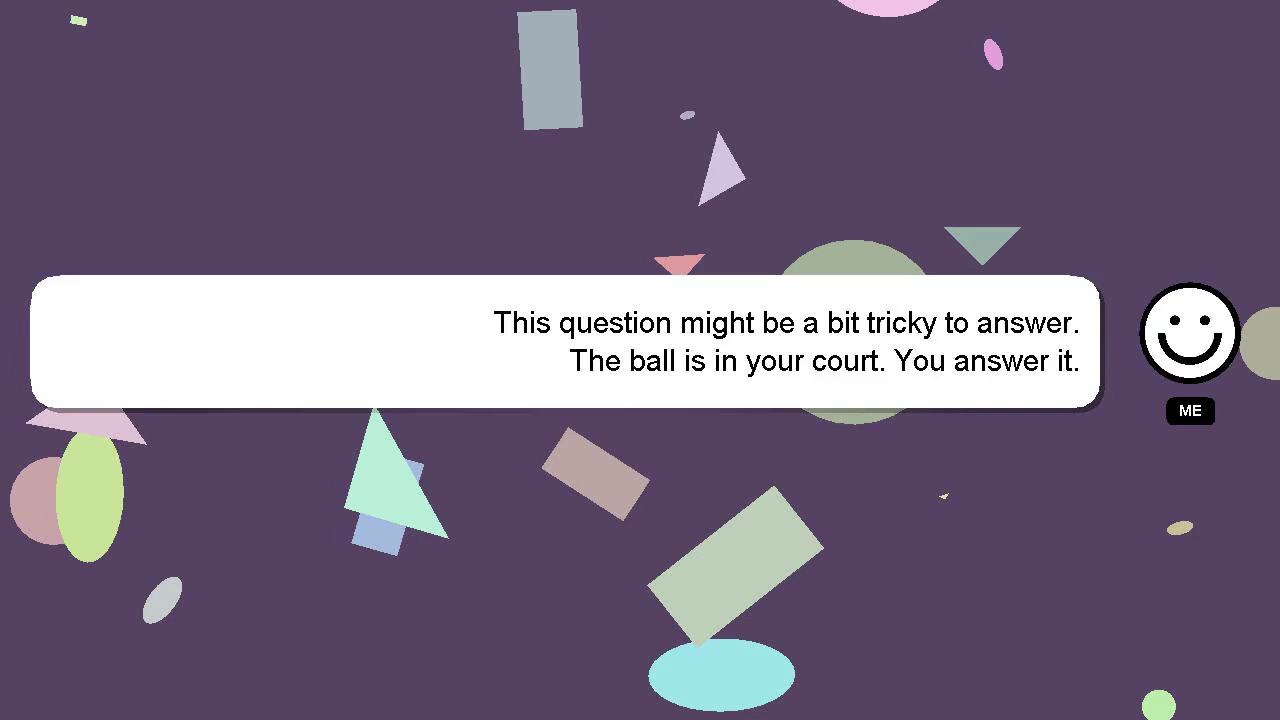 This question might be a bit tricky to answer.
The ball is in your court. You answer it.
ME